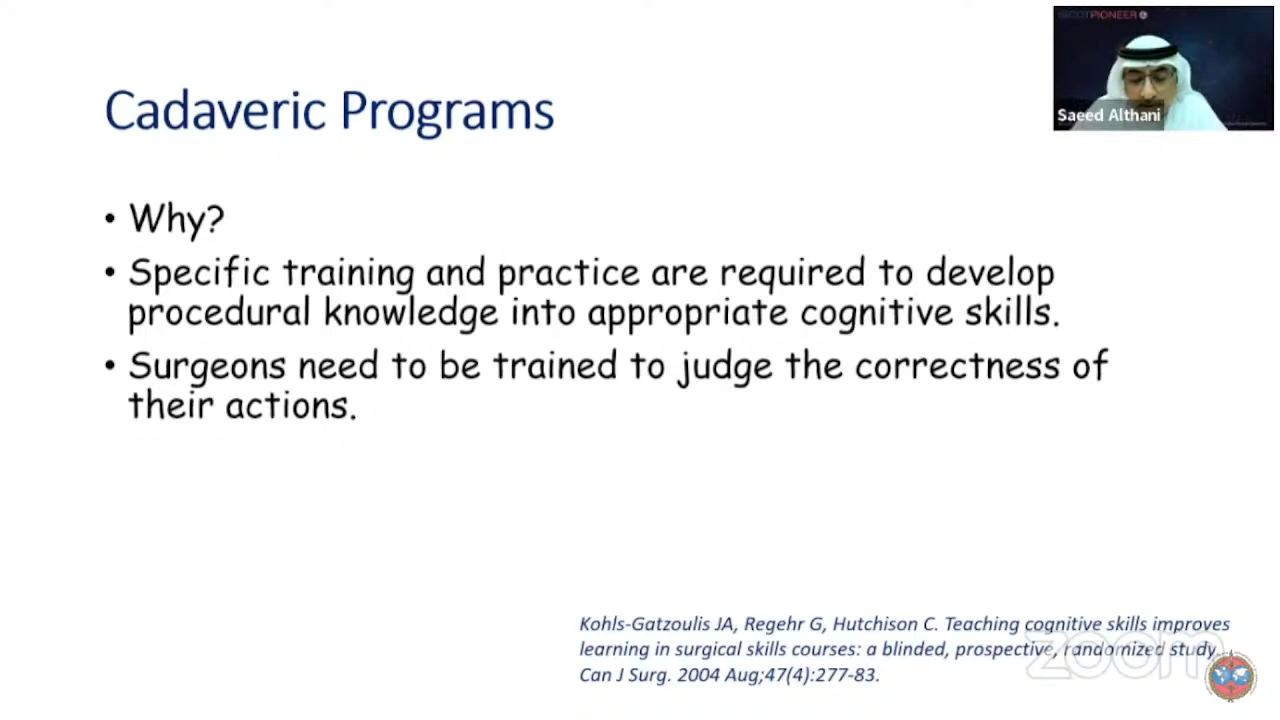 SICOT PIONEER
Saeed Althani
Cadaveric Programs
• Why?
• Specific training and practice are required to develop
procedural knowledge into appropriate cognitive skills.
• Surgeons need to be trained to judge the correctness of
their actions.
Kohls-Gatzoulis JA, Regehr G, Hutchison C. Teaching cognitive skills improves
learning in surgical skills courses: a blinded, prospective, randomized study.
Can J Surg. 2004 Aug;47(4):277-83.
zoom